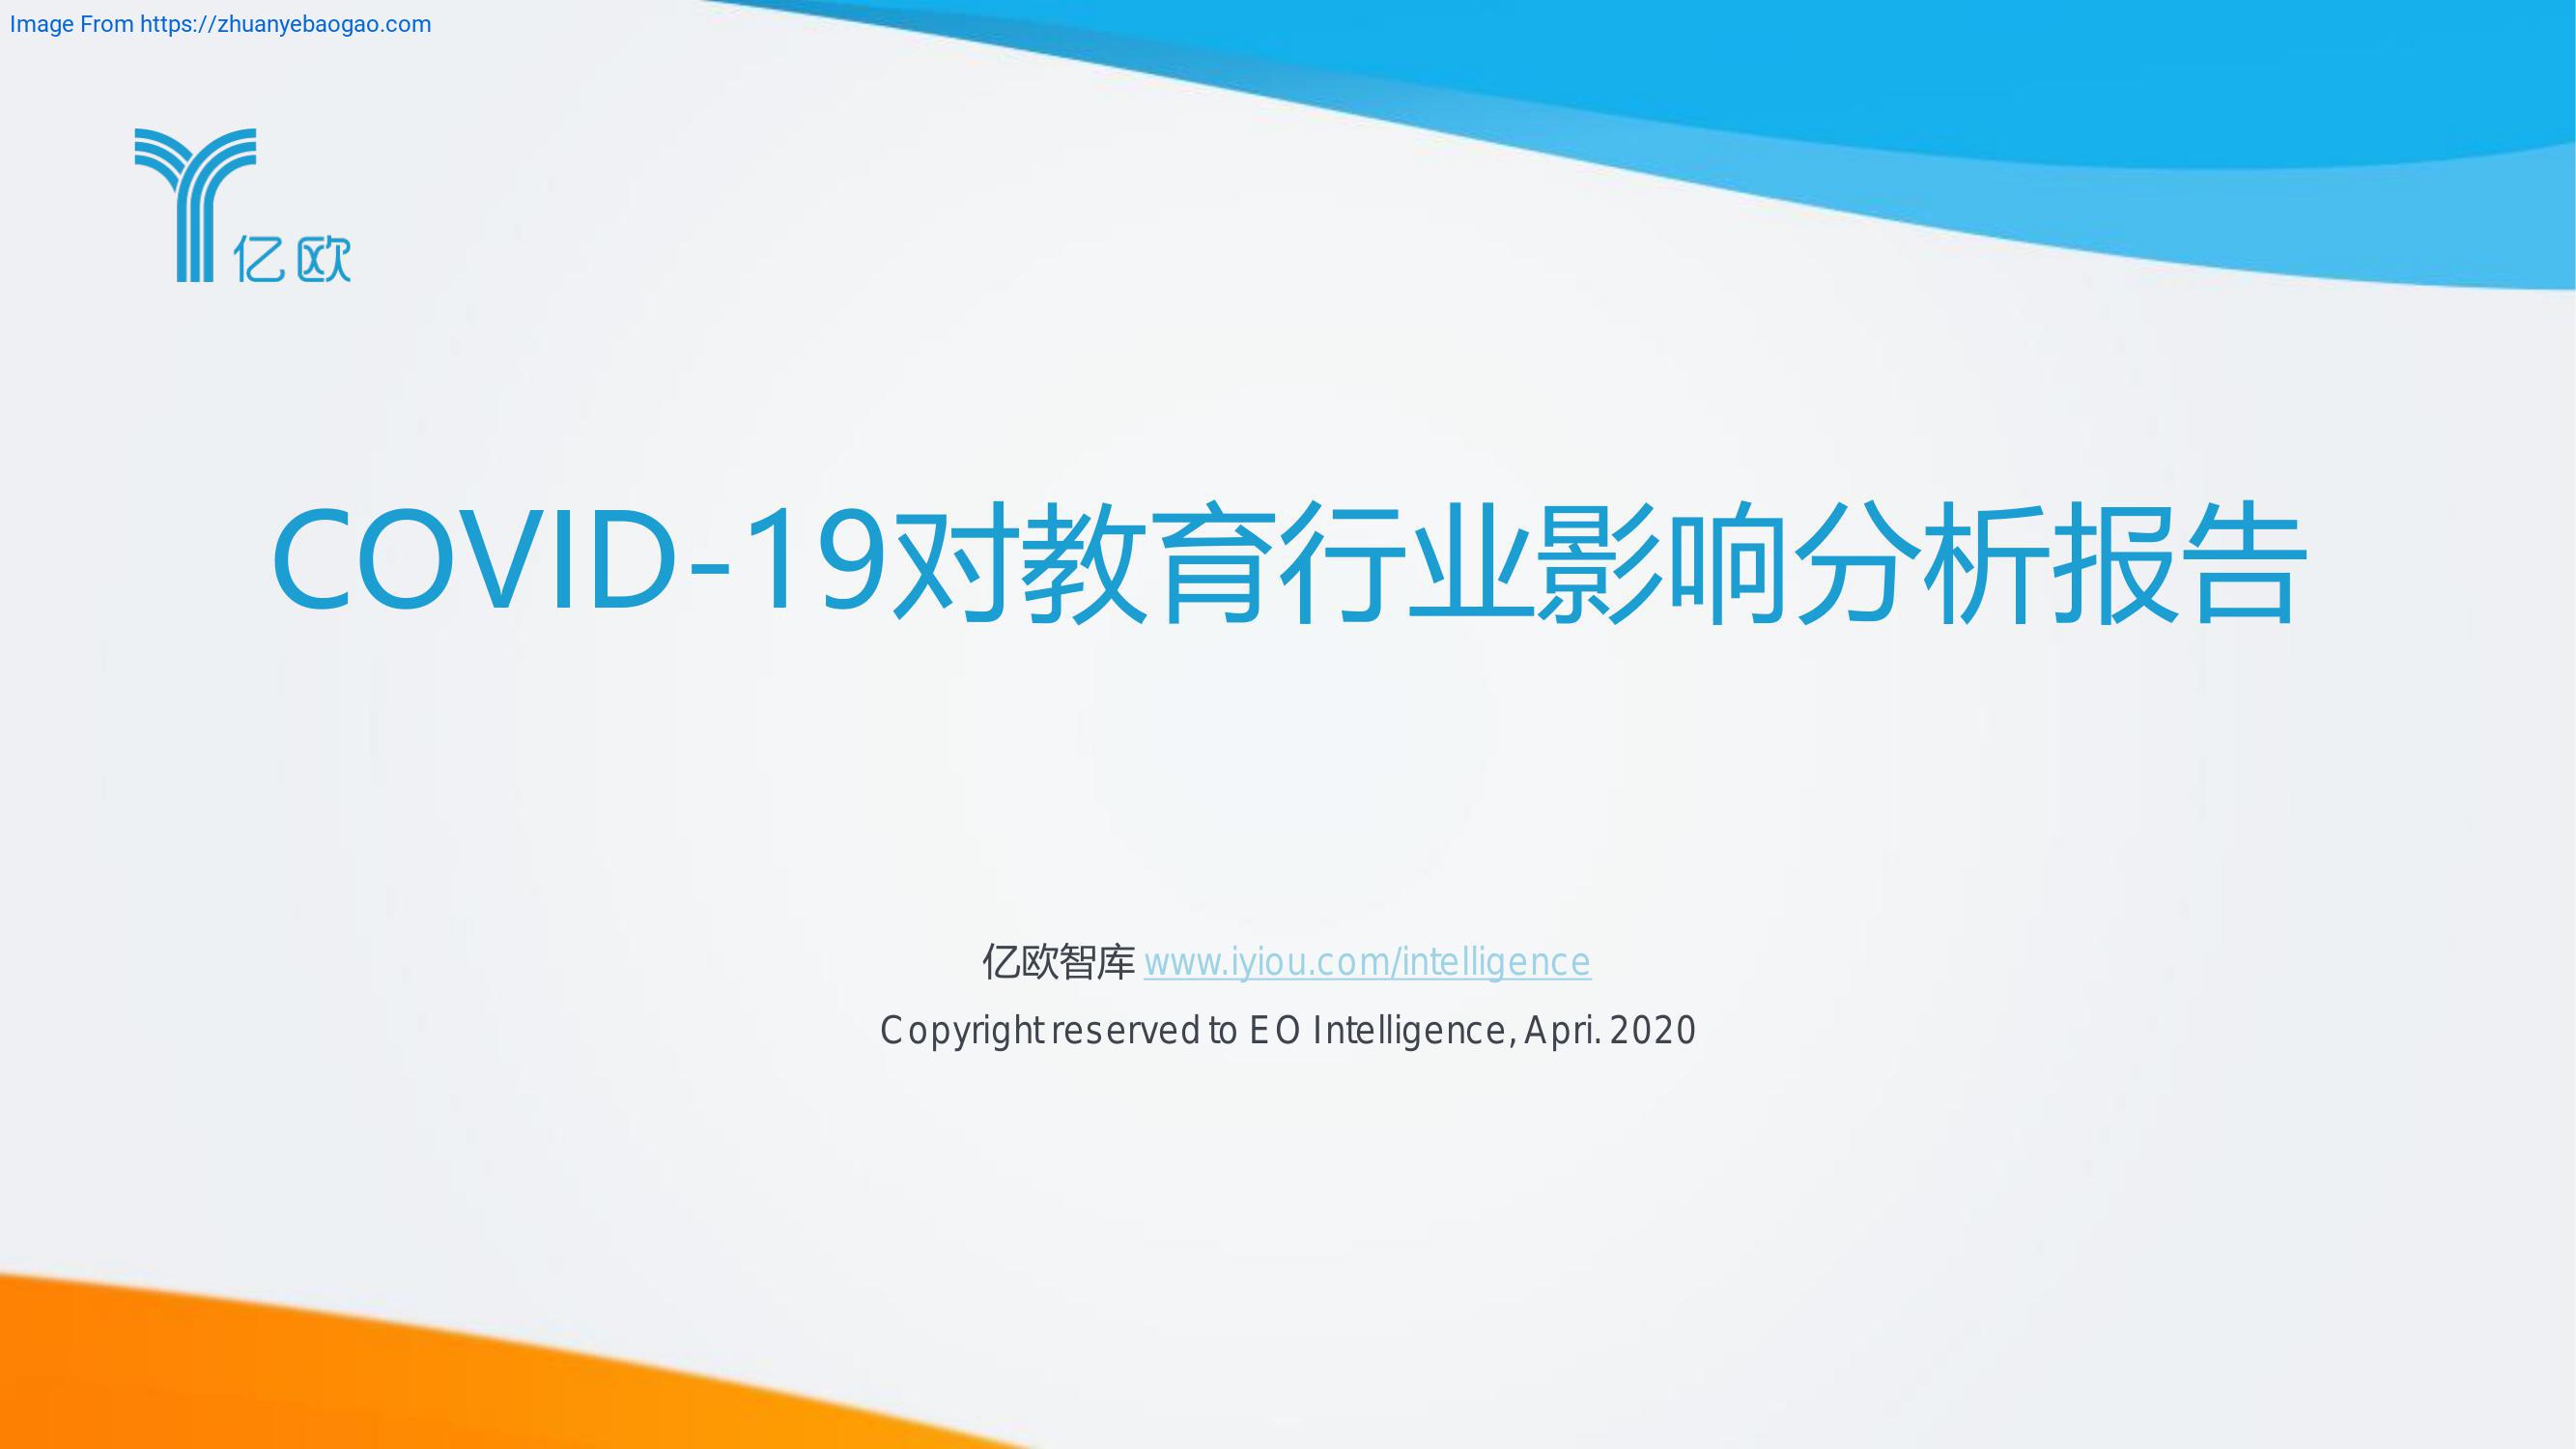 Image From https://zhuanyebaogao.com
亿欧
COVID-19对教育行业影响分析报告
亿欧智库 www.iyiou.com/intelligence
Copyright reserved to EO Intelligence, Apri. 2020